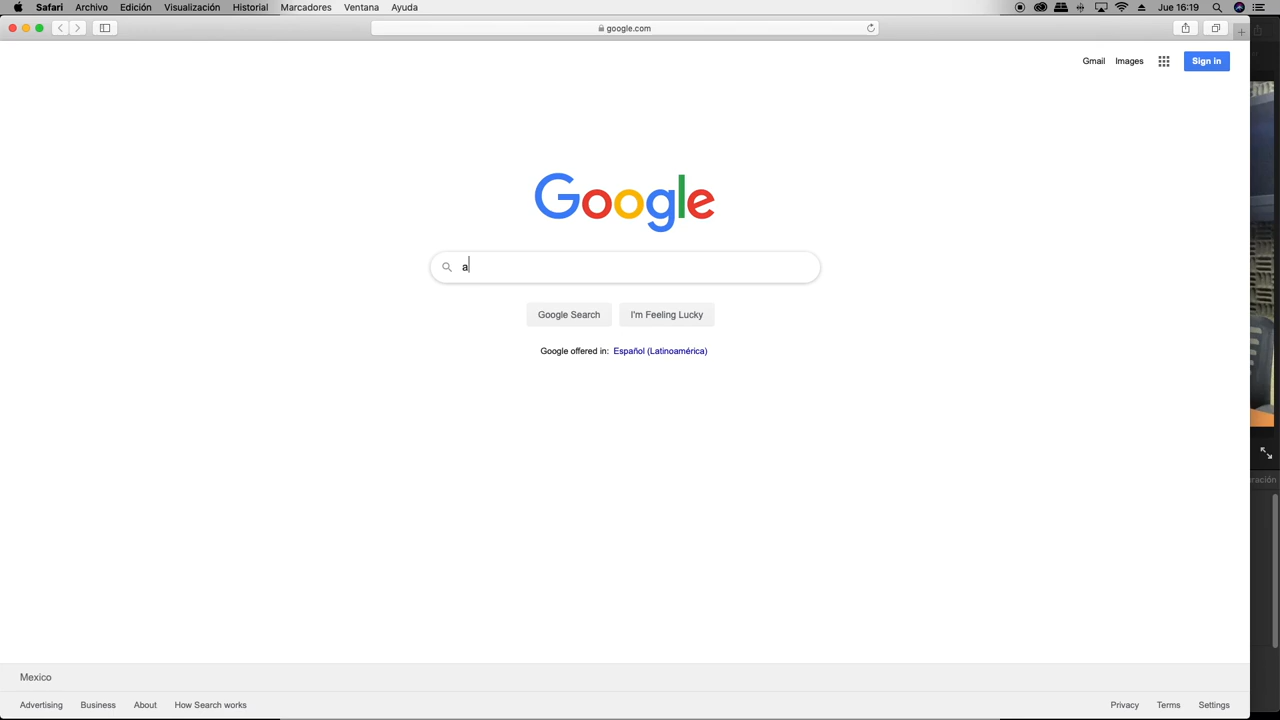 Safari Archivo Edición Visualización Historial Marcadores Ventana Ayuda Jue 16:19
google.com
Gmail Images Sign in
Google
a
Google Search I'm Feeling Lucky
Google offered in: Español (Latinoamérica)
Mexico
Advertising Business About How Search works Privacy Terms Settings